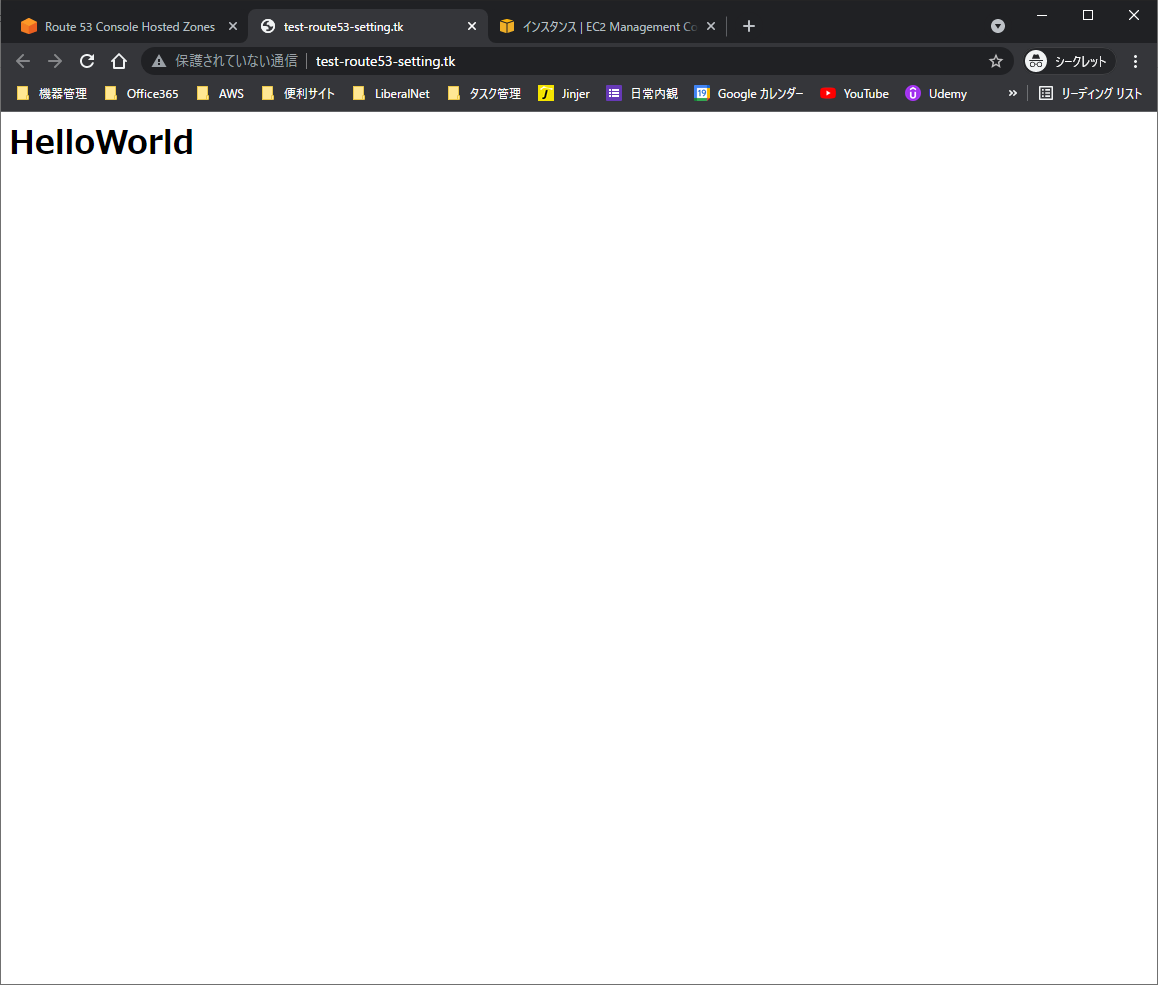 Route 53 Console Hosted Zones
test-route53-setting.tk
インスタンス | EC2 Management Co
保護されていない通信
test-route53-setting.tk
シークレット
機器管理
Office365
AWS
便利サイト
LiberalNet
タスク管理
Jinjer
日常内観
19
Google カレンダー
YouTube
Udemy
»
リーディング リスト
HelloWorld